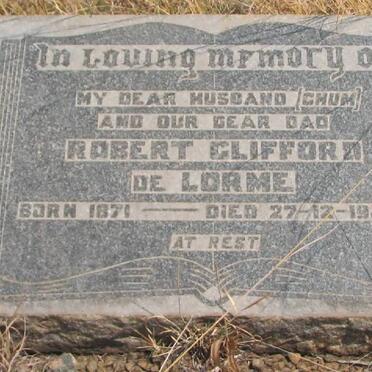 In Loving Memory O
MY DEAR HUSBAND (CHUM)
AND OUR DEAR DAD
ROBERT CLIFFORD
DE LORME
BORN 1871 — DIED 27-12-19
AT REST